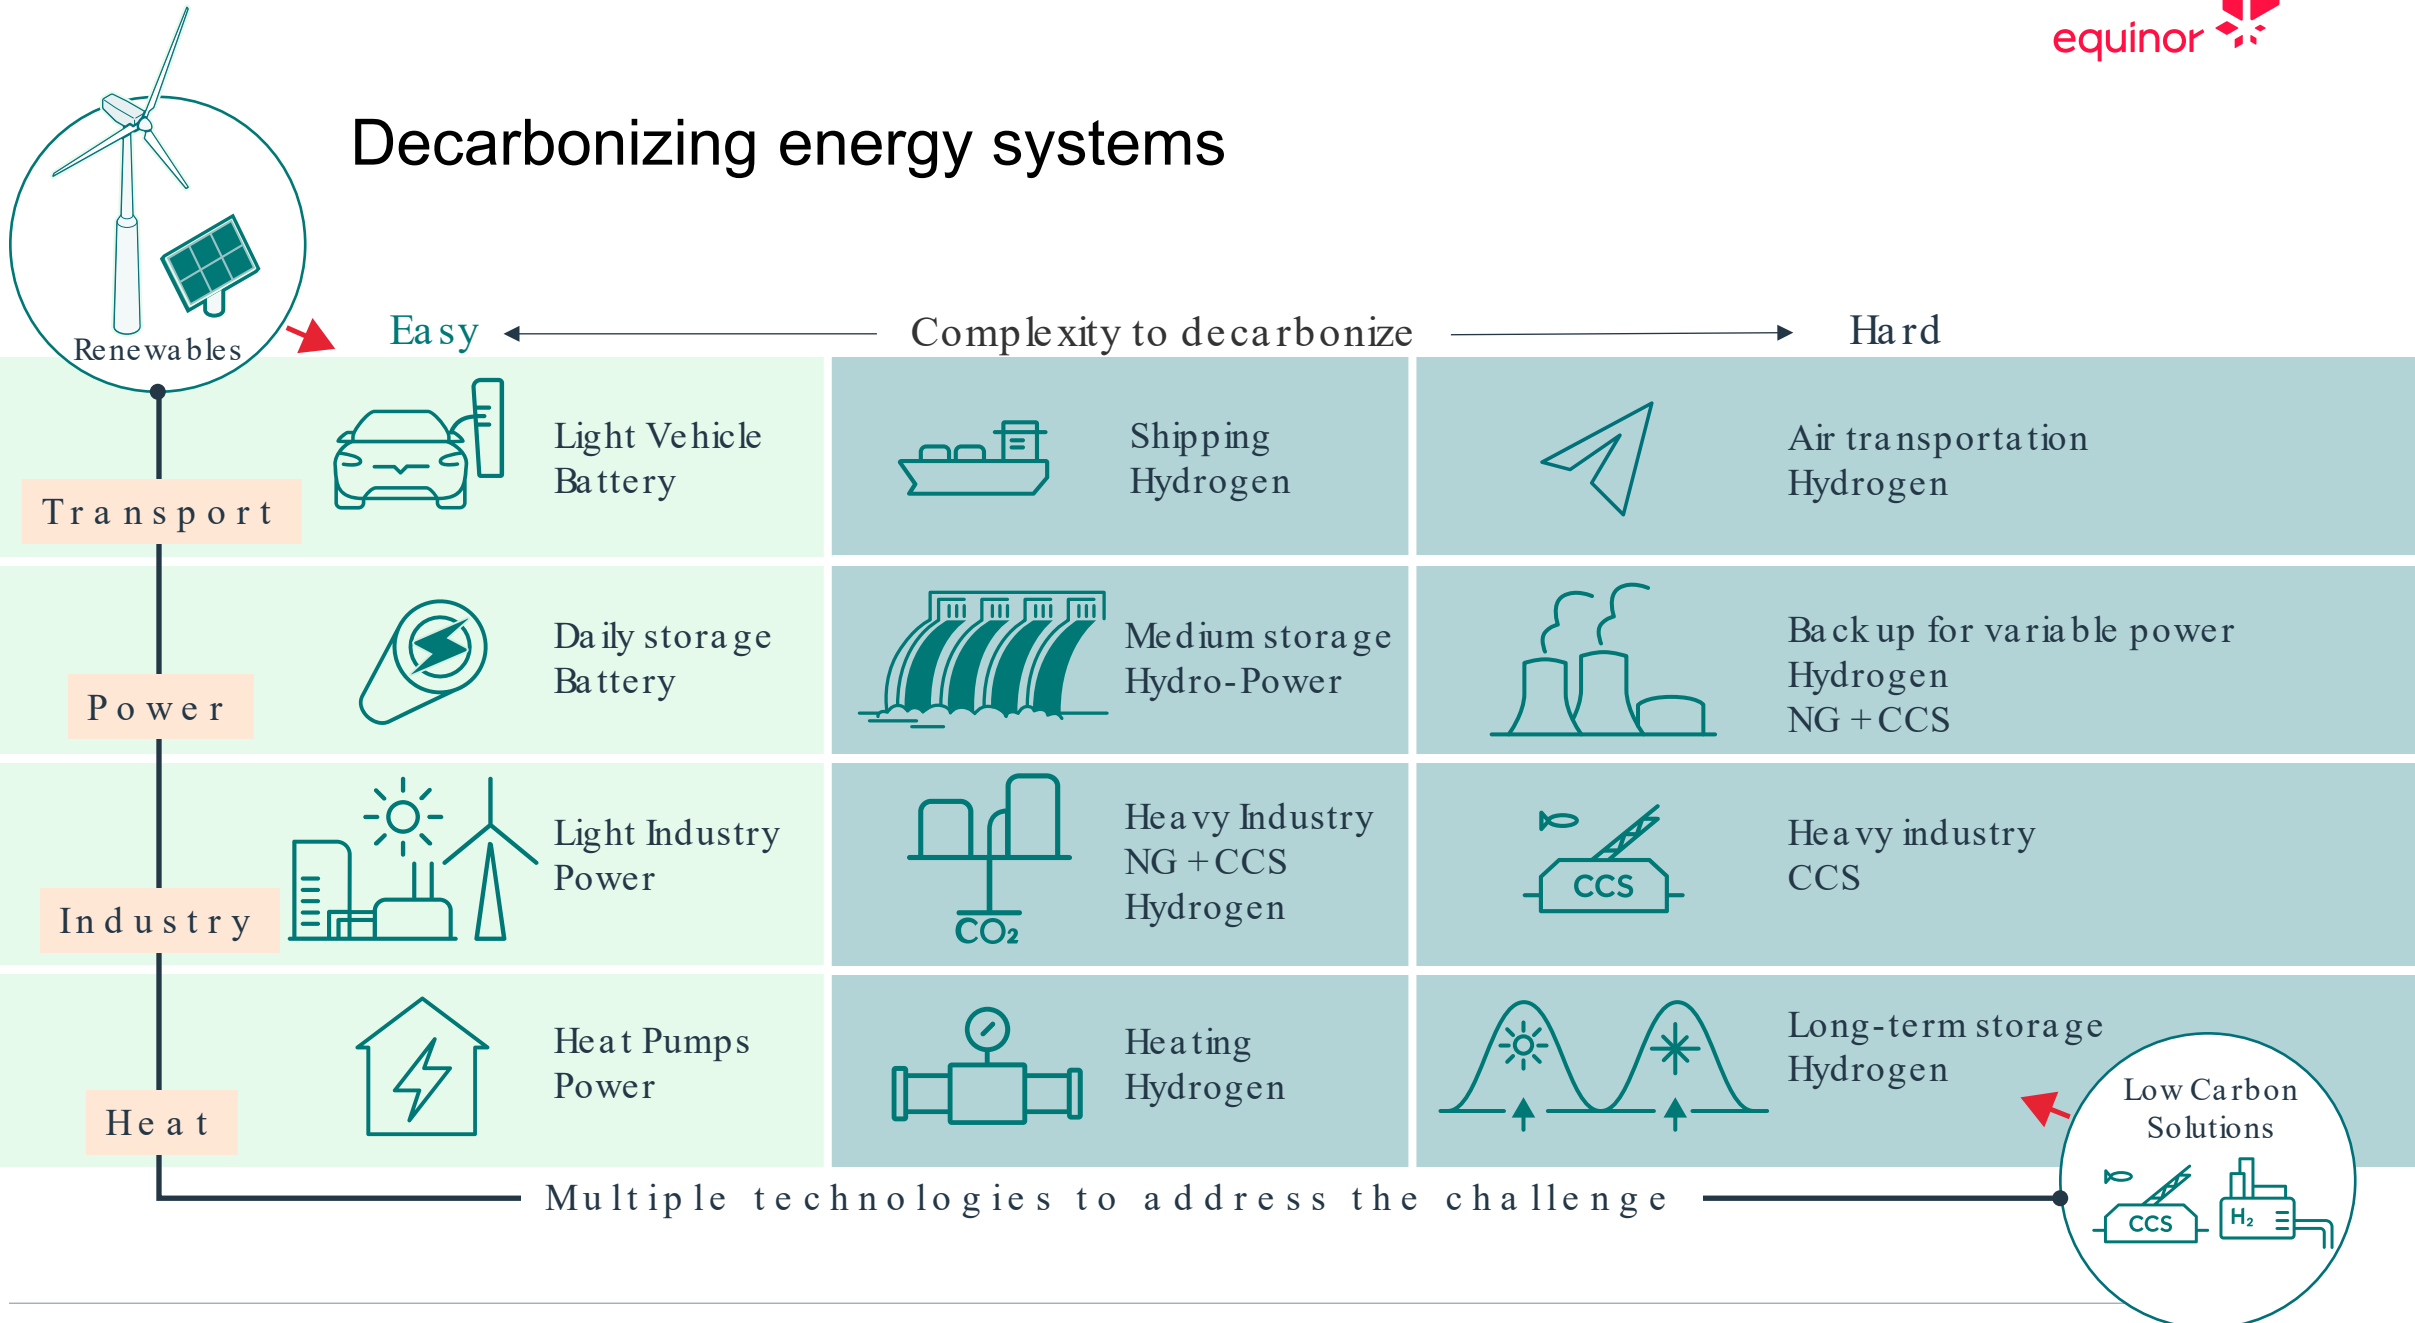 equinor
Decarbonizing energy systems
Renewables
Easy
Complexity to decarbonize
Hard
Transport
Light Vehicle
Battery
Shipping
Hydrogen
Air transportation
Hydrogen
Power
Daily storage
Battery
Medium storage
Hydro-Power
Back up for variable power
Hydrogen
NG + CCS
Industry
Light Industry
Power
Heavy Industry
NG + CCS
Hydrogen
CO₂
Heavy industry
CCS
CCS
Heat
Heat Pumps
Power
Heating
Hydrogen
Long-term storage
Hydrogen
Low Carbon
Solutions
CCS
H₂
Multiple technologies to address the challenge